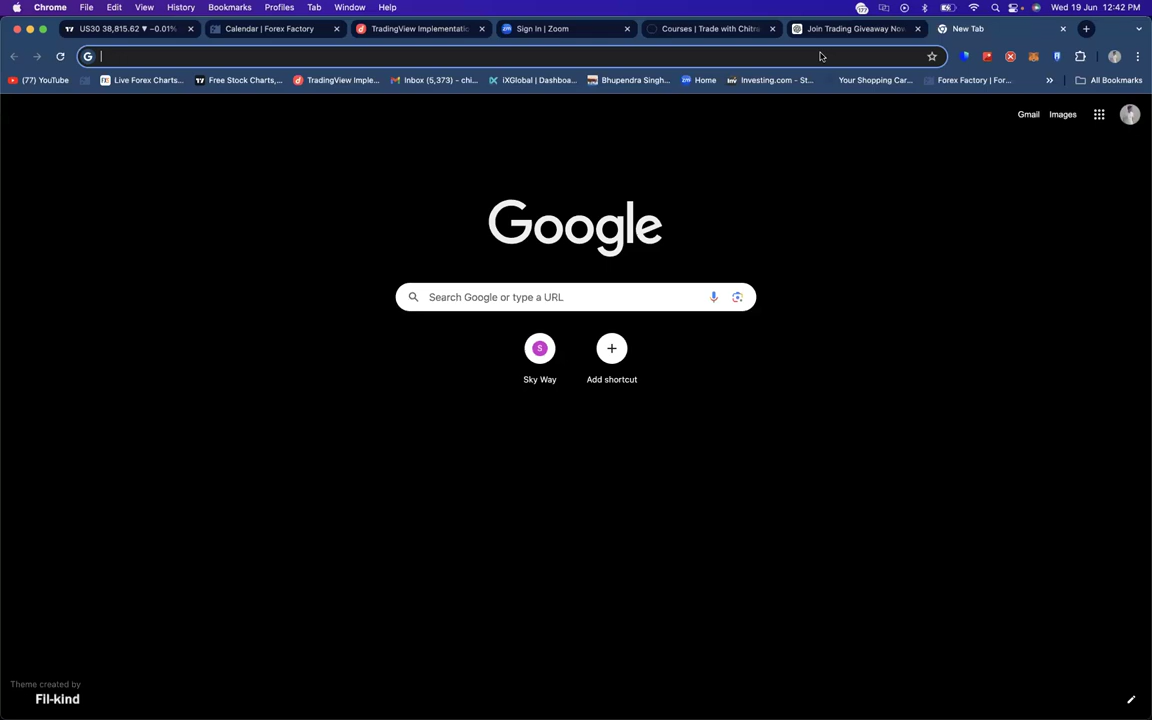 Chrome File Edit View History Bookmarks Profiles Tab Window Help 177 Wed 19 Jun 12:42 PM
US30 38,815.62 ▼ −0.01% Calendar | Forex Factory TradingView Implementatio Sign In | Zoom Courses | Trade with Chitra Join Trading Giveaway Now New Tab
(77) YouTube Live Forex Charts... Free Stock Charts,... TradingView Imple... Inbox (5,373) - chi... iXGlobal | Dashboa... Bhupendra Singh... Home Investing.com - St... Your Shopping Car... Forex Factory | For... » All Bookmarks
Gmail Images
Google
Search Google or type a URL
S
Sky Way Add shortcut
Theme created by
Fil-kind